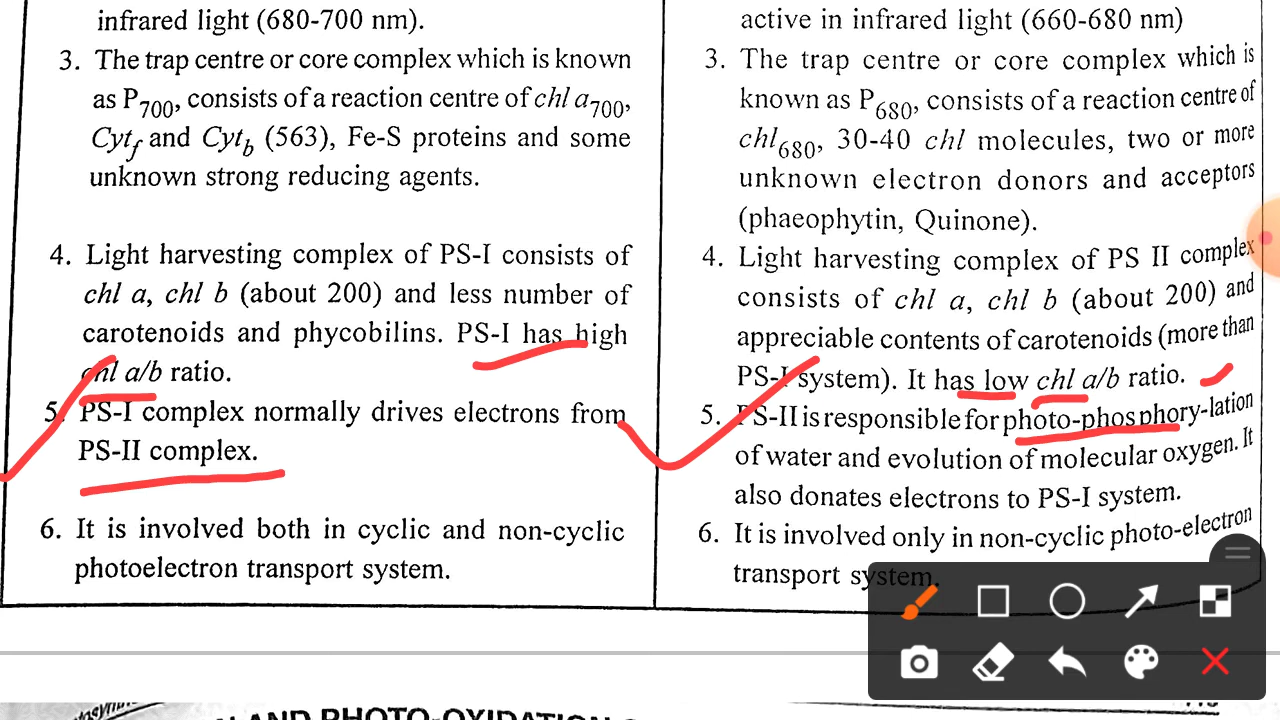 infrared light (680-700 nm).
3. The trap centre or core complex which is known
as P700, consists of a reaction centre of chl a700,
Cytf and Cytb (563), Fe-S proteins and some
unknown strong reducing agents.
4. Light harvesting complex of PS-I consists of
chl a, chl b (about 200) and less number of
carotenoids and phycobilins. PS-I has high
chl a/b ratio.
5. PS-I complex normally drives electrons from
PS-II complex.
6. It is involved both in cyclic and non-cyclic
photoelectron transport system.
active in infrared light (660-680 nm)
3. The trap centre or core complex which is
known as P680, consists of a reaction centre of
chl680, 30-40 chl molecules, two or more
unknown electron donors and acceptors
(phaeophytin, Quinone).
4. Light harvesting complex of PS II complex
consists of chl a, chl b (about 200) and
appreciable contents of carotenoids (more than
PS-I system). It has low chl a/b ratio.
5. PS-II is responsible for photo-phosphory-lation
of water and evolution of molecular oxygen. It
also donates electrons to PS-I system.
6. It is involved only in non-cyclic photo-electron
transport system.
AND PHOTO-OXIDATION